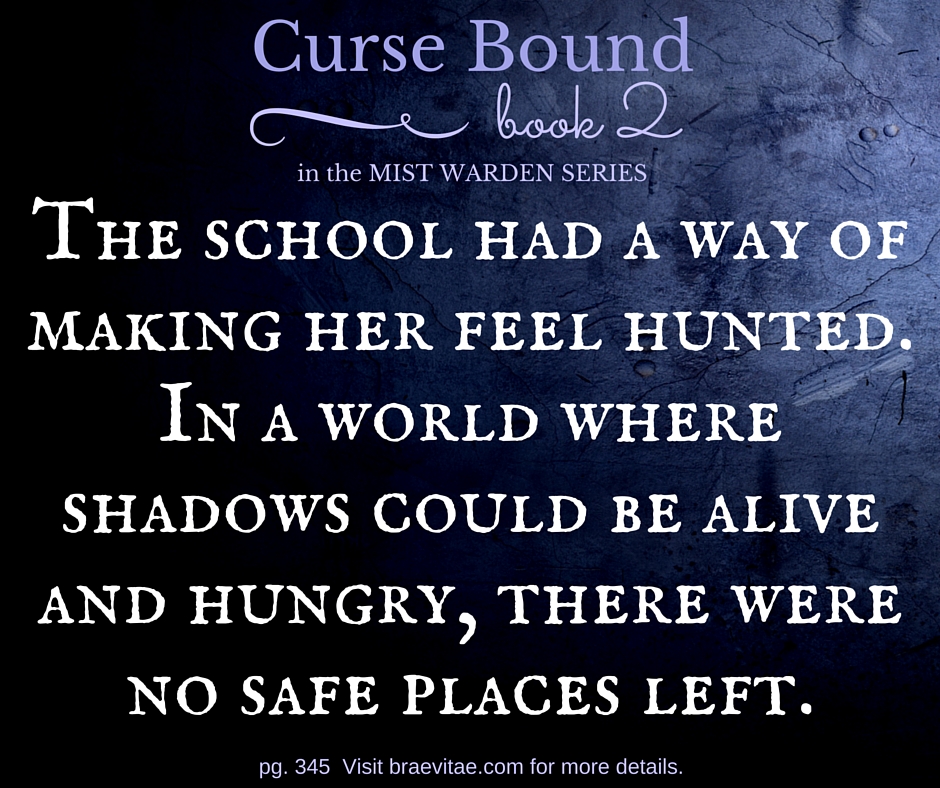 Curse Bound
book 2
in the MIST WARDEN SERIES
The school had a way of
making her feel hunted.
In a world where
shadows could be alive
and hungry, there were
no safe places left.
pg. 345  Visit braevitae.com for more details.